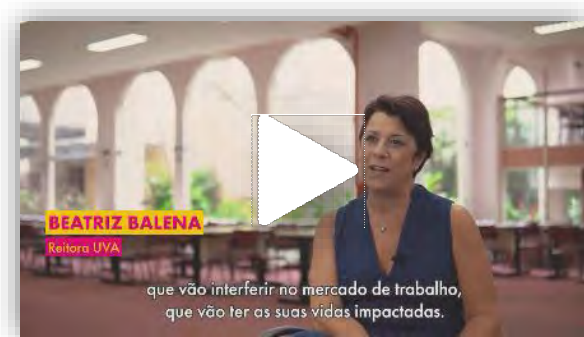 BEATRIZ BALENA
Reitora UVA
que vão interferir no mercado de trabalho,
que vão ter as suas vidas impactadas.